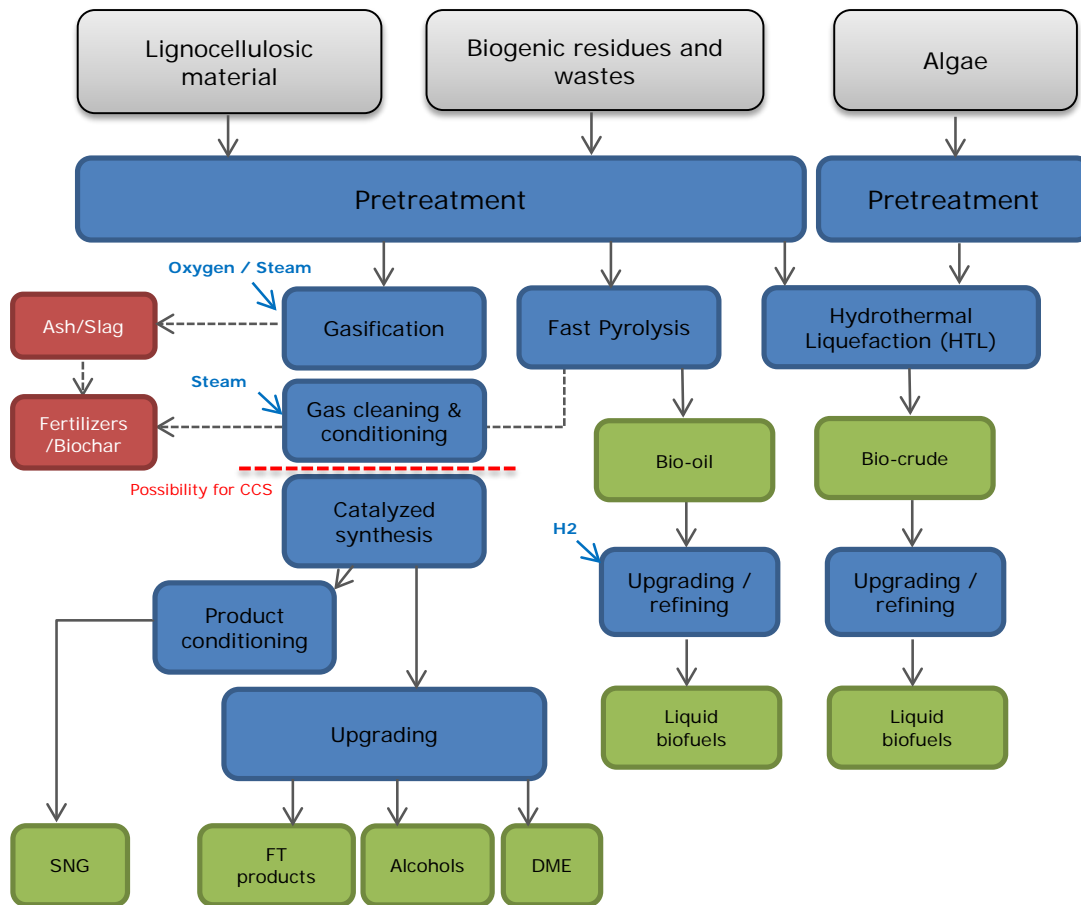 Lignocellulosic
material
Biogenic residues and
wastes
Algae
Pretreatment
Pretreatment
Oxygen / Steam
Ash/Slag
Gasification
Fast Pyrolysis
Hydrothermal
Liquefaction (HTL)
Steam
Fertilizers
/Biochar
Gas cleaning &
conditioning
Bio-oil
Bio-crude
Possibility for CCS
Catalyzed
synthesis
H2
Upgrading /
refining
Upgrading /
refining
Product
conditioning
Upgrading
Liquid
biofuels
Liquid
biofuels
SNG
FT
products
Alcohols
DME